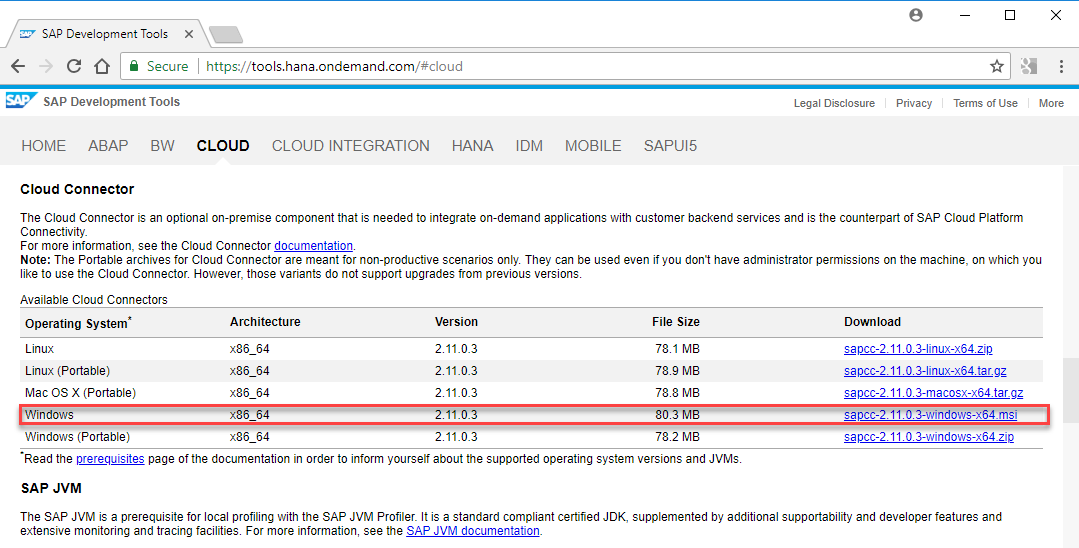 SAP Development Tools
Secure https://tools.hana.ondemand.com/#cloud
SAP SAP Development Tools
Legal Disclosure Privacy Terms of Use More
HOME ABAP BW CLOUD CLOUD INTEGRATION HANA IDM MOBILE SAPUI5
Cloud Connector
The Cloud Connector is an optional on-premise component that is needed to integrate on-demand applications with customer backend services and is the counterpart of SAP Cloud Platform
Connectivity.
For more information, see the Cloud Connector documentation.
Note: The Portable archives for Cloud Connector are meant for non-productive scenarios only. They can be used even if you don't have administrator permissions on the machine, on which you
like to use the Cloud Connector. However, those variants do not support upgrades from previous versions.
Available Cloud Connectors
Operating System* Architecture Version File Size Download
Linux x86_64 2.11.0.3 78.1 MB sapcc-2.11.0.3-linux-x64.zip
Linux (Portable) x86_64 2.11.0.3 78.9 MB sapcc-2.11.0.3-linux-x64.tar.gz
Mac OS X (Portable) x86_64 2.11.0.3 78.8 MB sapcc-2.11.0.3-macosx-x64.tar.gz
Windows x86_64 2.11.0.3 80.3 MB sapcc-2.11.0.3-windows-x64.msi
Windows (Portable) x86_64 2.11.0.3 78.2 MB sapcc-2.11.0.3-windows-x64.zip
*Read the prerequisites page of the documentation in order to inform yourself about the supported operating system versions and JVMs.
SAP JVM
The SAP JVM is a prerequisite for local profiling with the SAP JVM Profiler. It is a standard compliant certified JDK, supplemented by additional supportability and developer features and
extensive monitoring and tracing facilities. For more information, see the SAP JVM documentation.